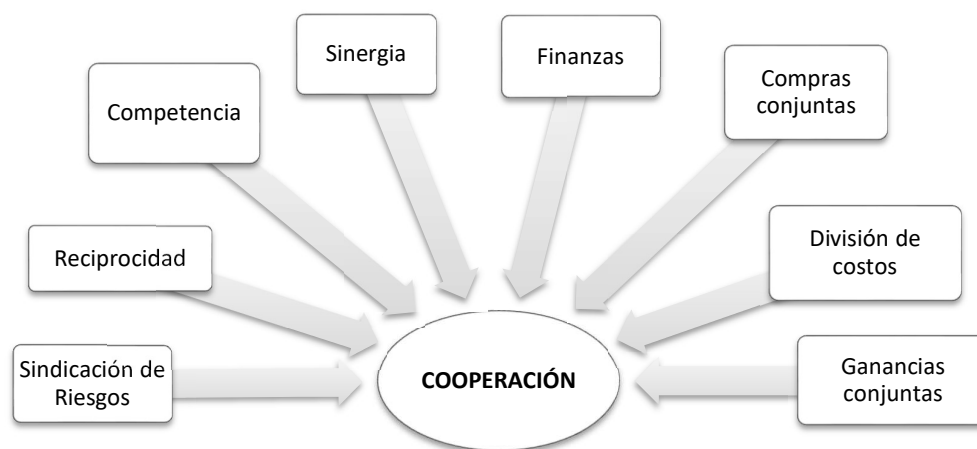 Sinergia
Finanzas
Compras
conjuntas
Competencia
División de
costos
Reciprocidad
Sindicación de
Riesgos
COOPERACIÓN
Ganancias
conjuntas